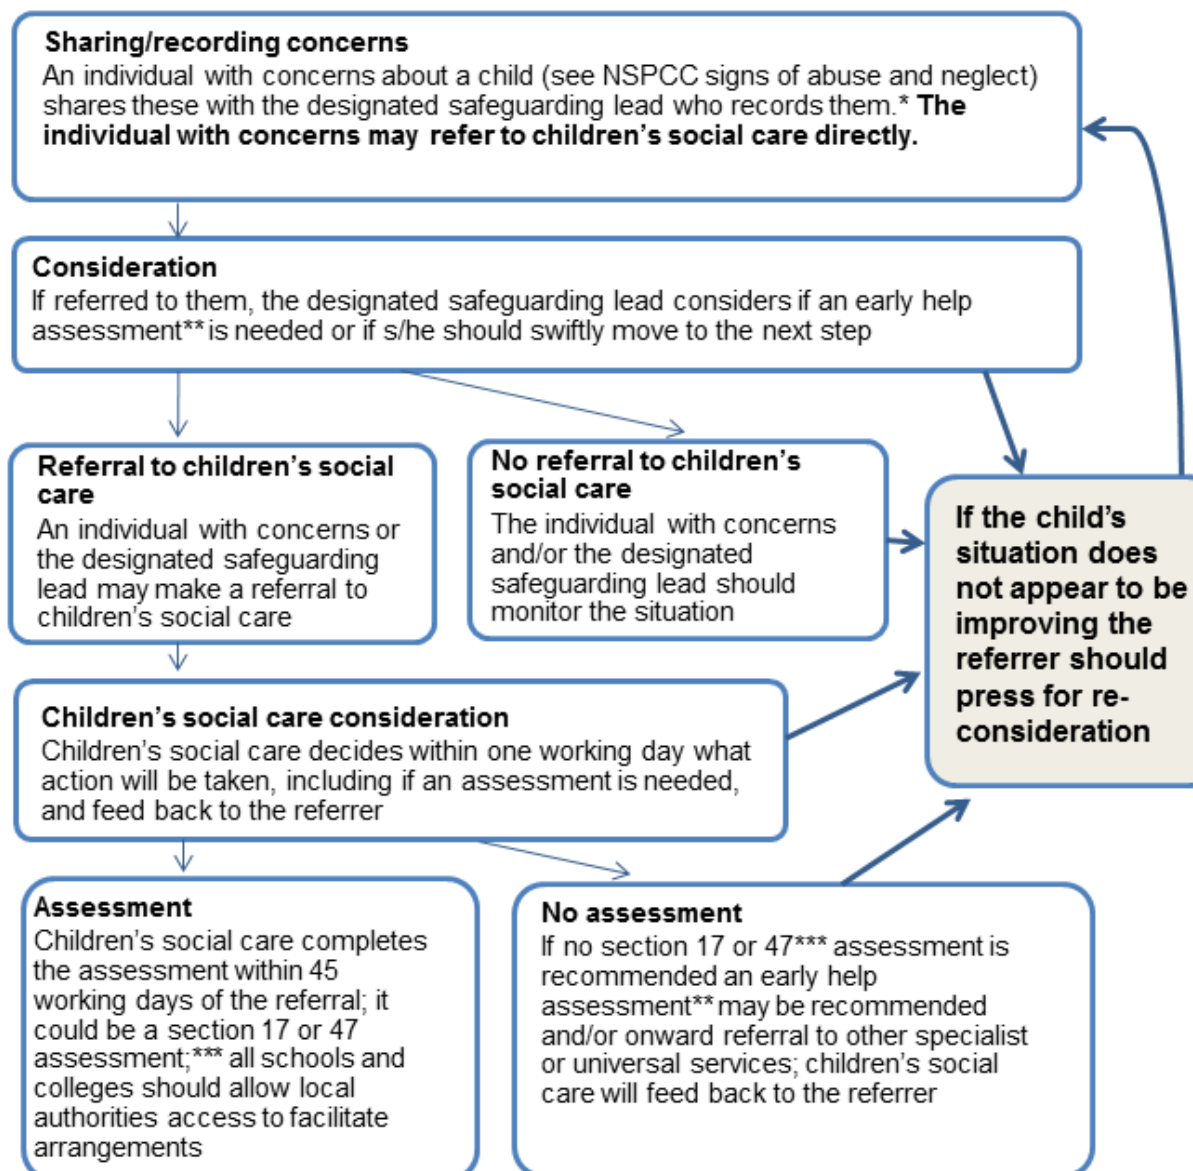 Sharing/recording concerns
An individual with concerns about a child (see NSPCC signs of abuse and neglect)
shares these with the designated safeguarding lead who records them.* The
individual with concerns may refer to children's social care directly.
Consideration
If referred to them, the designated safeguarding lead considers if an early help
assessment** is needed or if s/he should swiftly move to the next step
Referral to children's social
care
An individual with concerns or
the designated safeguarding
lead may make a referral to
children's social care
No referral to children's
social care
The individual with concerns
and/or the designated
safeguarding lead should
monitor the situation
If the child's
situation does
not appear to be
improving the
referrer should
press for re-
consideration
Children's social care consideration
Children's social care decides within one working day what
action will be taken, including if an assessment is needed,
and feed back to the referrer
Assessment
Children's social care completes
the assessment within 45
working days of the referral; it
could be a section 17 or 47
assessment;*** all schools and
colleges should allow local
authorities access to facilitate
arrangements
No assessment
If no section 17 or 47*** assessment is
recommended an early help
assessment** may be recommended
and/or onward referral to other specialist
or universal services; children's social
care will feed back to the referrer